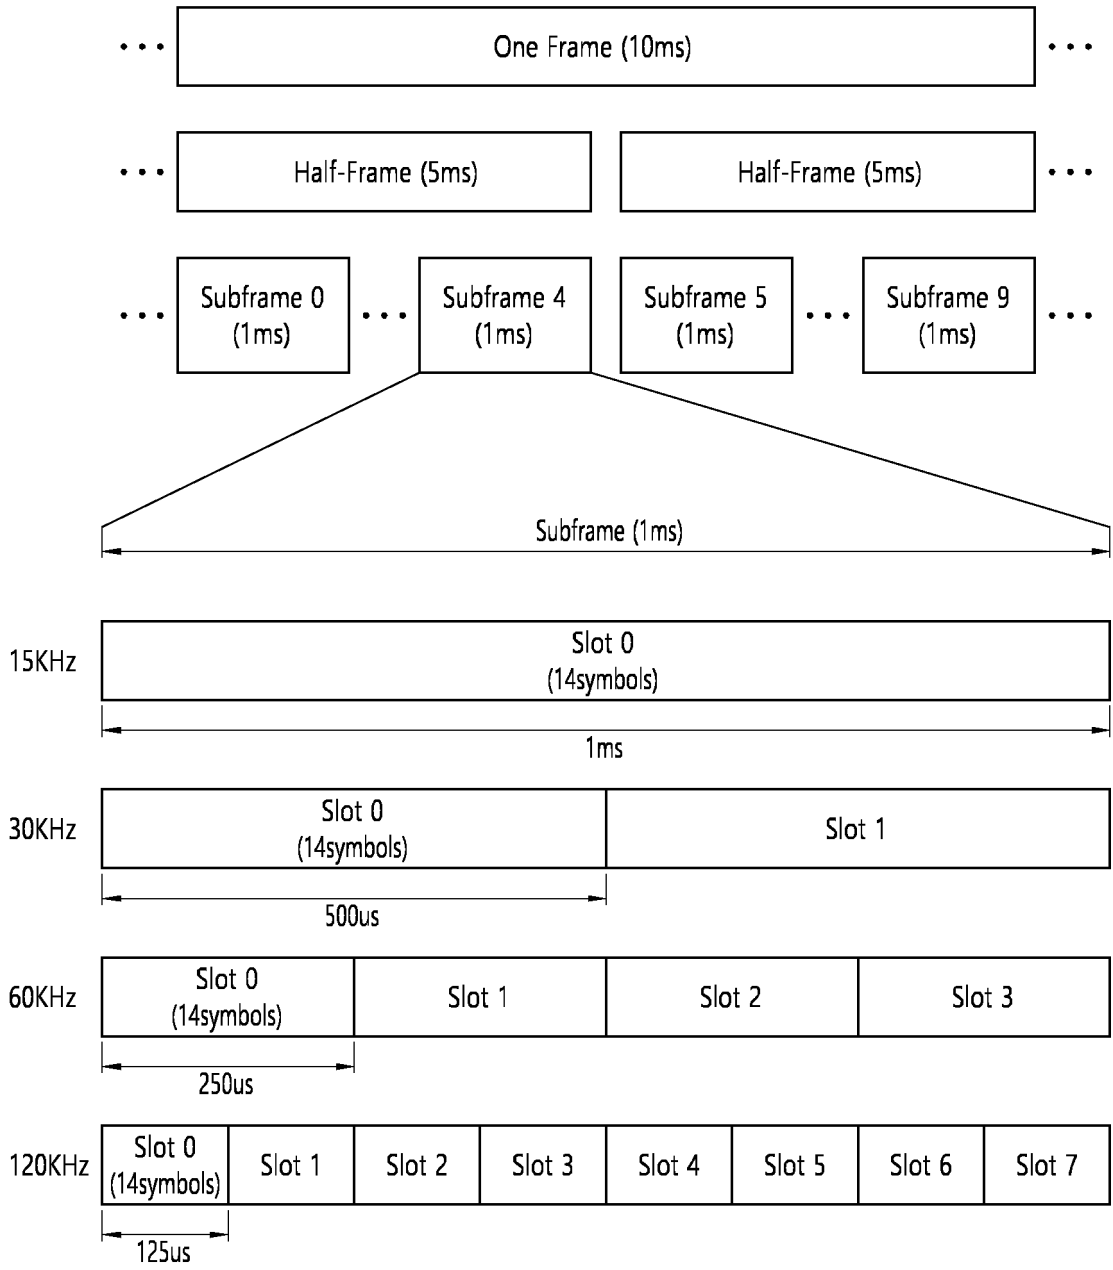 One Frame (10ms)
Half-Frame (5ms)
Half-Frame (5ms)
Subframe 0
(1ms)
Subframe 4
(1ms)
Subframe 5
(1ms)
Subframe 9
(1ms)
Subframe (1ms)
15KHz
Slot 0
(14symbols)
1ms
30KHz
Slot 0
(14symbols)
Slot 1
500us
60KHz
Slot 0
(14symbols)
Slot 1
Slot 2
Slot 3
250us
120KHz
Slot 0
(14symbols)
Slot 1
Slot 2
Slot 3
Slot 4
Slot 5
Slot 6
Slot 7
125us